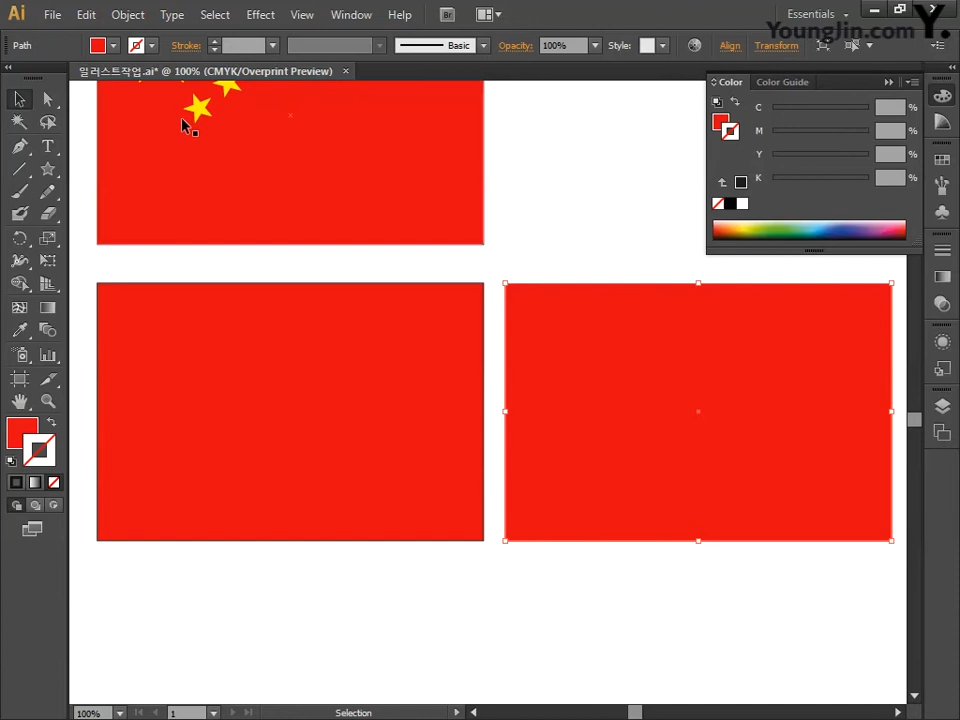 Ai File Edit Object Type Select Effect View Window Help Br Essentials
YoungJin.com Y.
Path Stroke: Basic Opacity: 100% Style: Align Transform
일러스트작업.ai* @ 100% (CMYK/Overprint Preview) ×
Color Color Guide
C %
M %
Y %
K %
T
100% 1 Selection